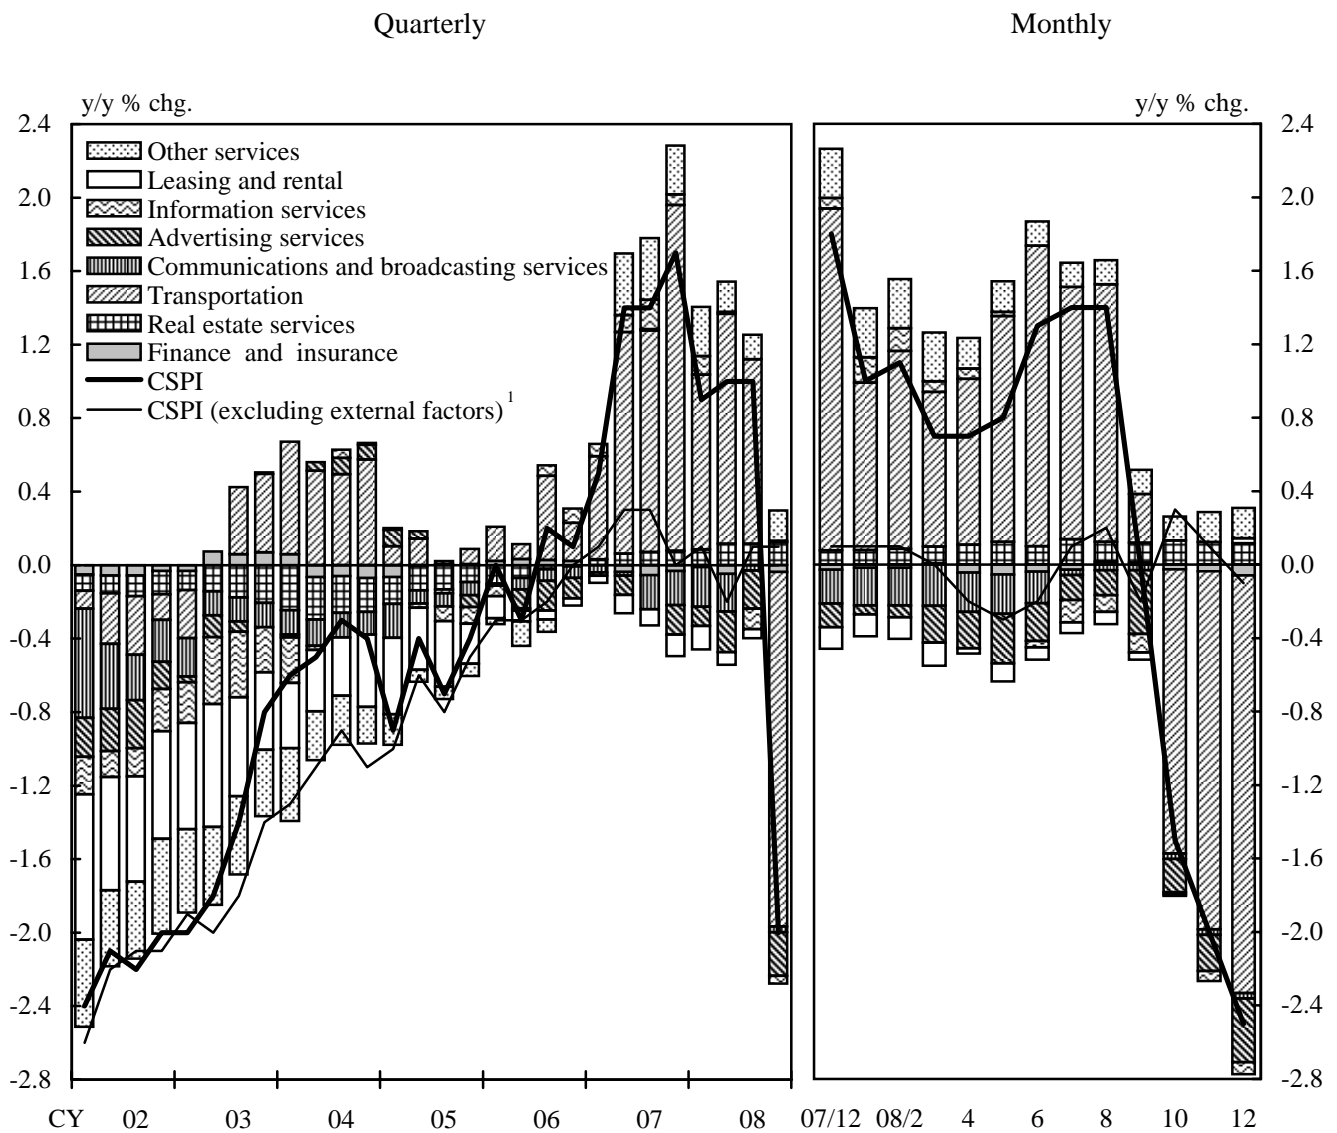 Quarterly
Monthly
y/y % chg.
y/y % chg.
2.4
2.0
1.6
1.2
0.8
0.4
0.0
-0.4
-0.8
-1.2
-1.6
-2.0
-2.4
-2.8
Other services
Leasing and rental
Information services
Advertising services
Communications and broadcasting services
Transportation
Real estate services
Finance and insurance
CSPI
CSPI (excluding external factors) 1
2.4
2.0
1.6
1.2
0.8
0.4
0.0
-0.4
-0.8
-1.2
-1.6
-2.0
-2.4
-2.8
CY 02 03 04 05 06 07 08
07/12 08/2 4 6 8 10 12